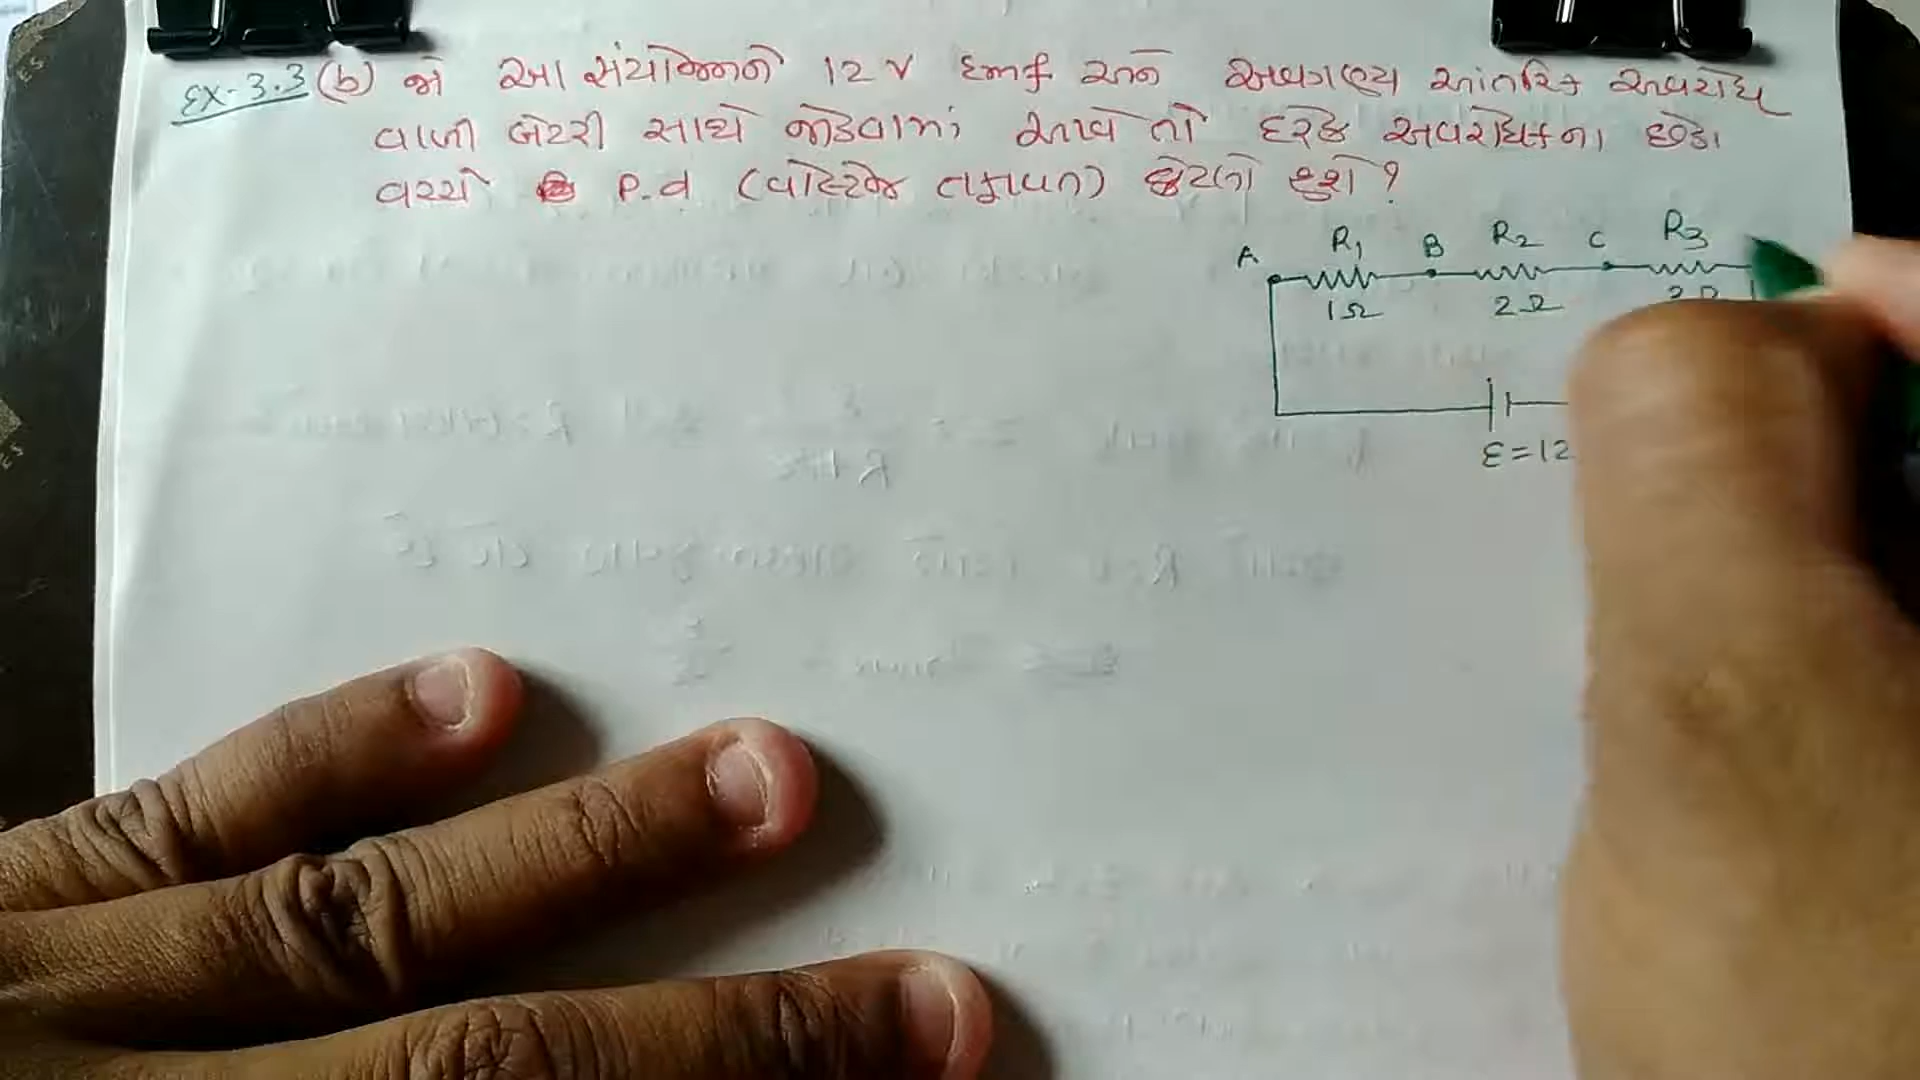 Ex-3.3 (b) જો આ સંયોજનને 12 V ઇમર્ફ અને અવગણ્ય આંતરિક અવરોધ
વાળી બેટરી સાથે જોડવામાં આવે તો દરેક અવરોધકના છેડા
વચ્ચે P.d (વોલ્ટેજ તફાવત) કેટલો હશે ?
A R₁ B R₂ C R₃
1Ω 2Ω
ε=12